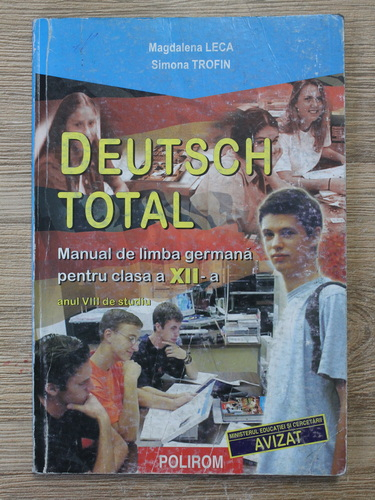 Magdalena LECA
Simona TROFIN
DEUTSCH
TOTAL
Manual de limba germană
pentru clasa a XII-a
anul VIII de studiu
MINISTERUL EDUCAȚIEI ȘI CERCETĂRII
AVIZAT
POLIROM